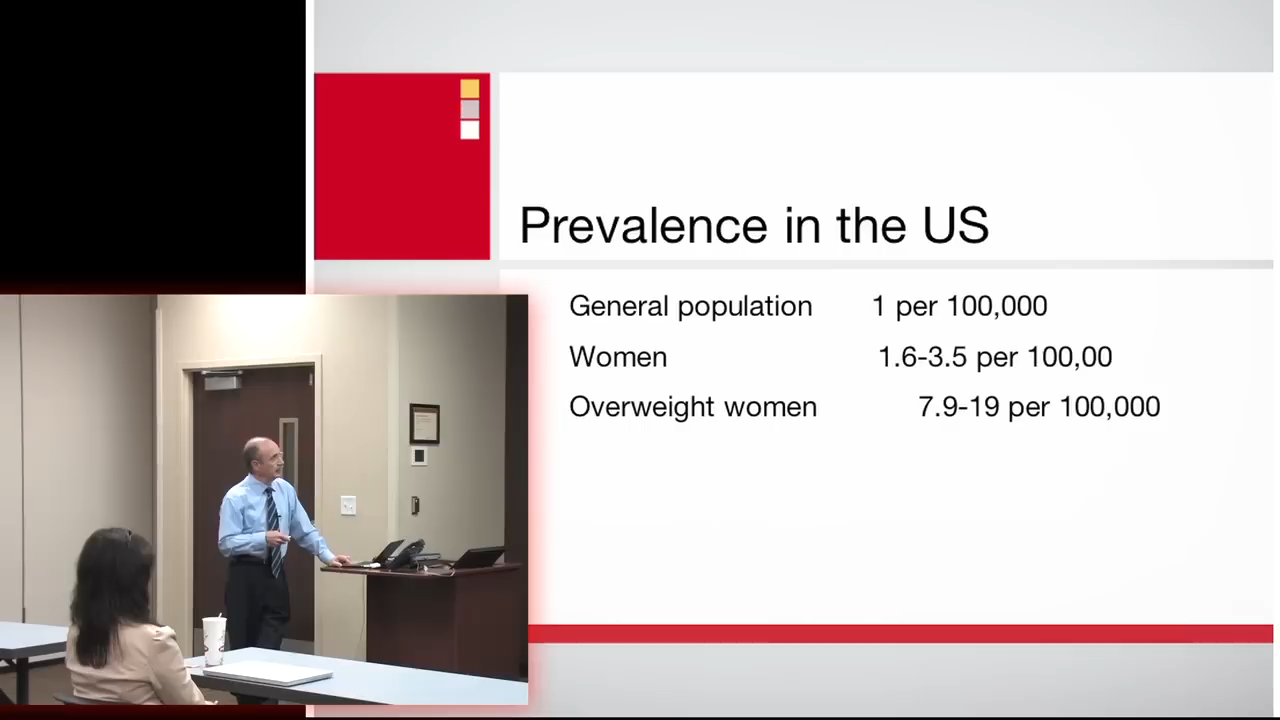 Prevalence in the US
General population 1 per 100,000
Women 1.6-3.5 per 100,00
Overweight women 7.9-19 per 100,000